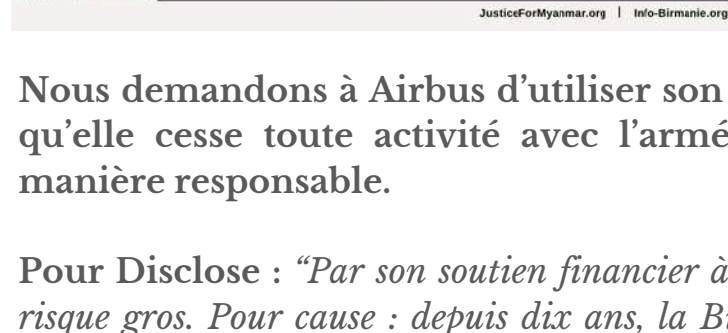 JusticeForMyanmar.org | Info-Birmanie.org
Nous demandons à Airbus d’utiliser son
qu’elle cesse toute activité avec l’armé
manière responsable.
Pour Disclose : “Par son soutien financier à
risque gros. Pour cause : depuis dix ans, la